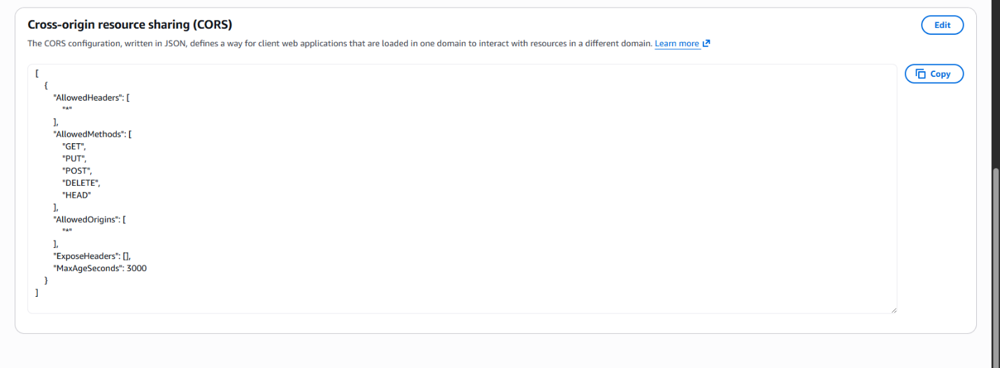 Cross-origin resource sharing (CORS)
Edit
The CORS configuration, written in JSON, defines a way for client web applications that are loaded in one domain to interact with resources in a different domain. Learn more
Copy
[
  {
    "AllowedHeaders": [
      "*"
    ],
    "AllowedMethods": [
      "GET",
      "PUT",
      "POST",
      "DELETE",
      "HEAD"
    ],
    "AllowedOrigins": [
      "*"
    ],
    "ExposeHeaders": [],
    "MaxAgeSeconds": 3000
  }
]